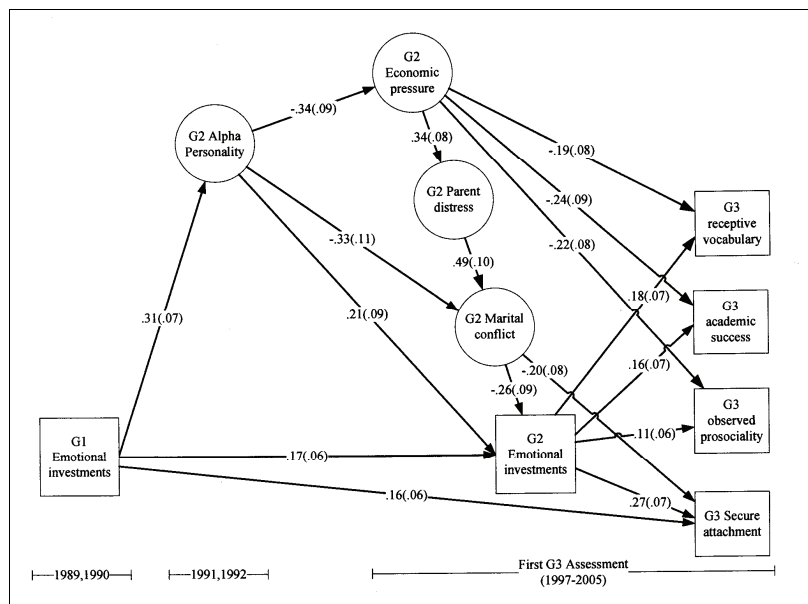 G2
Economic
pressure
-.34(.09)
G2 Alpha
Personality
.34(.08)
-.19(.08)
G2 Parent
distress
-.24(.09)
G3
receptive
vocabulary
-.33(.11)
-.22(.08)
.49(.10)
.18(.07)
.31(.07)
.21(.09)
G2 Marital
conflict
G3
academic
success
-.20(.08)
.16(.07)
-.26(.09)
G3
observed
prosociality
G1
Emotional
investments
G2
Emotional
investments
.11(.06)
.17(.06)
.16(.06)
.27(.07)
G3 Secure
attachment
1989,1990
1991,1992
First G3 Assessment
(1997-2005)